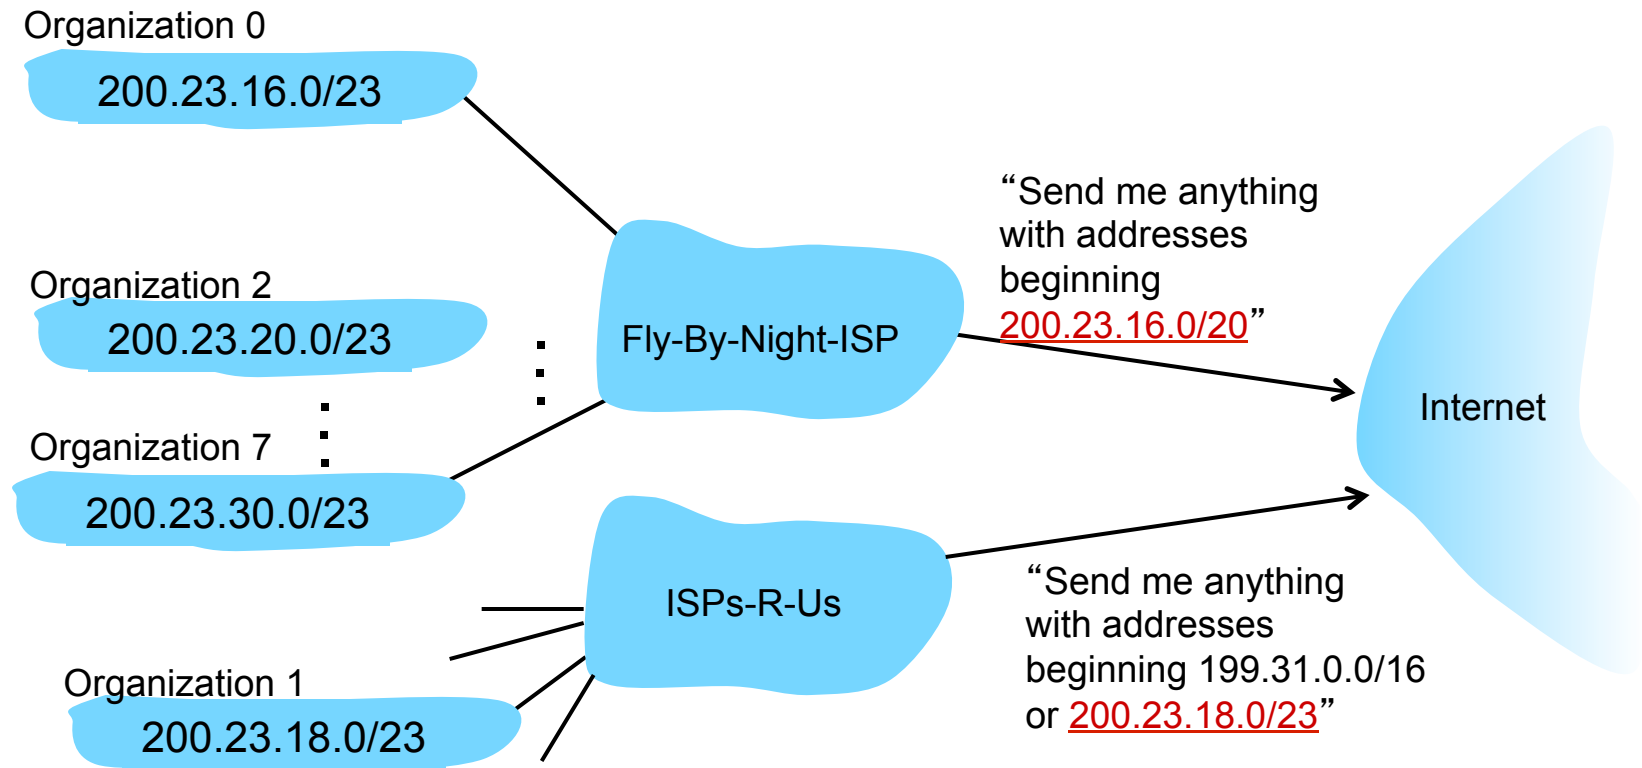 Organization 0
200.23.16.0/23
Organization 2
200.23.20.0/23
Organization 7
200.23.30.0/23
Organization 1
200.23.18.0/23
Fly-By-Night-ISP
ISPs-R-Us
“Send me anything
with addresses
beginning
200.23.16.0/20”
“Send me anything
with addresses
beginning 199.31.0.0/16
or 200.23.18.0/23”
Internet